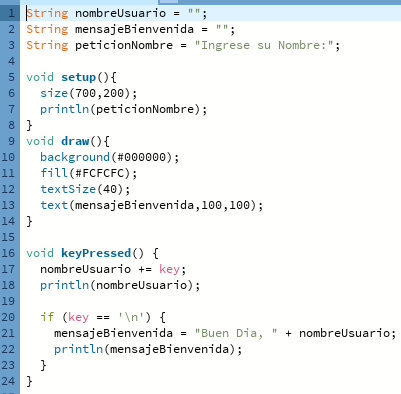 1 String nombreUsuario = "";
2 String mensajeBienvenida = "";
3 String peticionNombre = "Ingrese su Nombre:";
4
5 void setup(){
6   size(700,200);
7   println(peticionNombre);
8 }
9 void draw(){
10   background(#000000);
11   fill(#FCFCFC);
12   textSize(40);
13   text(mensajeBienvenida,100,100);
14 }
15
16 void keyPressed() {
17   nombreUsuario += key;
18   println(nombreUsuario);
19
20   if (key == '\n') {
21     mensajeBienvenida = "Buen Dia, " + nombreUsuario;
22     println(mensajeBienvenida);
23   }
24 }